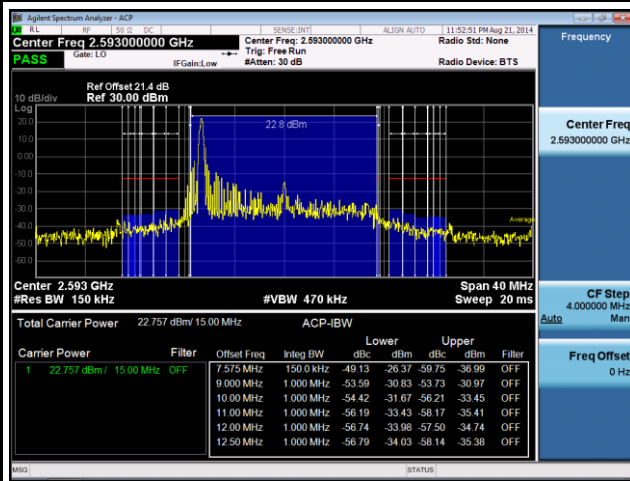 Agilent Spectrum Analyzer - ACP
RL RF 50 Ω DC SENSE:INT ALIGN AUTO 11:52:51 PM Aug 21, 2014
Center Freq 2.593000000 GHz Center Freq: 2.593000000 GHz Radio Std: None Frequency
PASS Gate: LO IFGain:Low Trig: Free Run
#Atten: 30 dB Radio Device: BTS
Ref Offset 21.4 dB
10 dB/div Ref 30.00 dBm
Log
20.0
22.8 dBm
10.0
0.00
-10.0
-20.0
-30.0
-40.0
Average
-50.0
-60.0
Center 2.593 GHz Span 40 MHz
#Res BW 150 kHz #VBW 470 kHz Sweep 20 ms
Total Carrier Power 22.757 dBm/ 15.00 MHz ACP-IBW
Lower Upper
Carrier Power Filter Offset Freq Integ BW dBc dBm dBc dBm Filter
1 22.757 dBm / 15.00 MHz OFF 7.575 MHz 150.0 kHz -49.13 -26.37 -59.75 -36.99 OFF
9.000 MHz 1.000 MHz -53.59 -30.83 -53.73 -30.97 OFF
10.00 MHz 1.000 MHz -54.42 -31.67 -56.21 -33.45 OFF
11.00 MHz 1.000 MHz -56.19 -33.43 -58.17 -35.41 OFF
12.00 MHz 1.000 MHz -56.74 -33.98 -57.50 -34.74 OFF
12.50 MHz 1.000 MHz -56.79 -34.03 -58.14 -35.38 OFF
Center Freq
2.593000000 GHz
CF Step
4.000000 MHz
Auto Man
Freq Offset
0 Hz
MSG STATUS